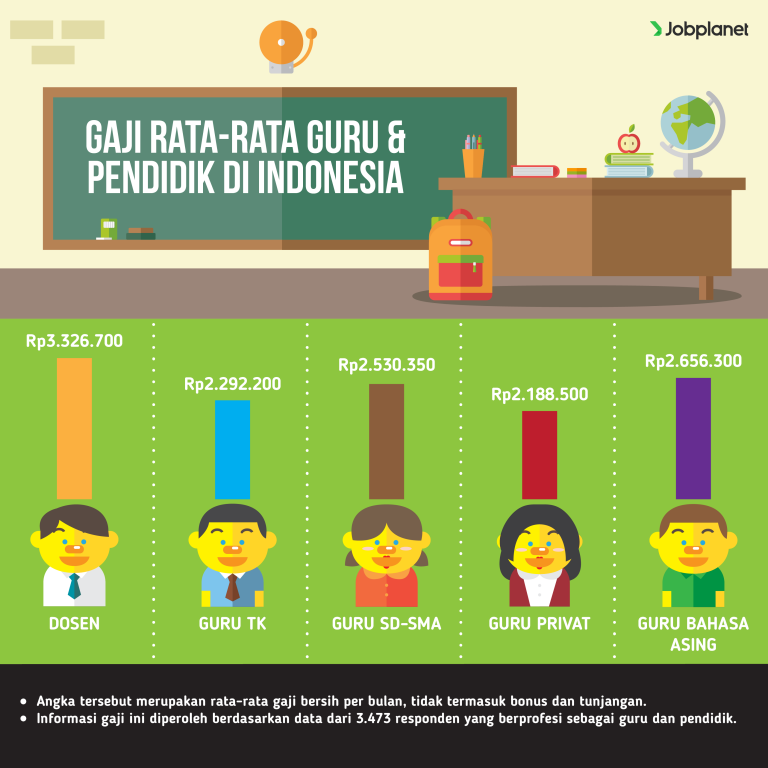 Jobplanet
GAJI RATA-RATA GURU &
PENDIDIK DI INDONESIA
Rp3.326.700
Rp2.292.200
Rp2.530.350
Rp2.188.500
Rp2.656.300
DOSEN
GURU TK
GURU SD-SMA
GURU PRIVAT
GURU BAHASA
ASING
• Angka tersebut merupakan rata-rata gaji bersih per bulan, tidak termasuk bonus dan tunjangan.
• Informasi gaji ini diperoleh berdasarkan data dari 3.473 responden yang berprofesi sebagai guru dan pendidik.